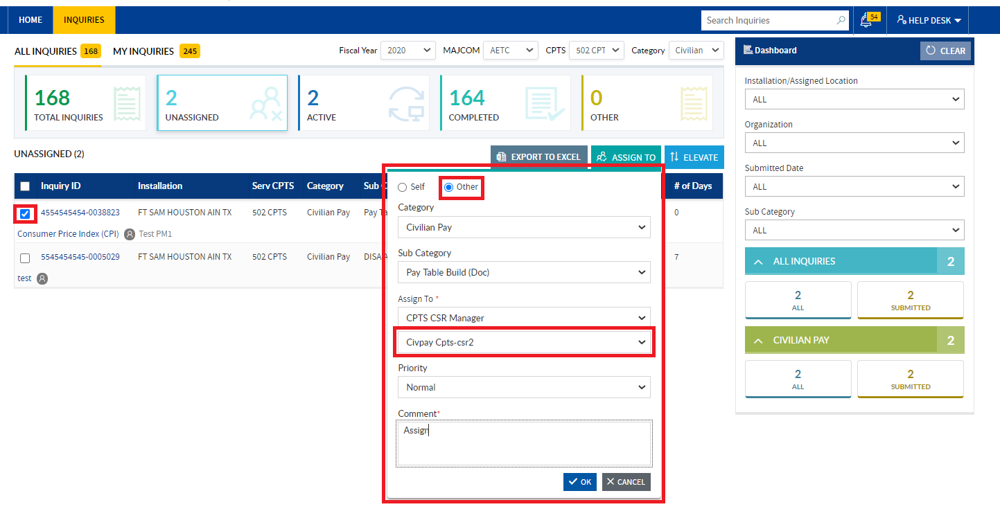 HOME INQUIRIES Search Inquiries 54 HELP DESK
ALL INQUIRIES 168 MY INQUIRIES 245 Fiscal Year 2020 MAJCOM AETC CPTS 502 CPT Category Civilian
168 TOTAL INQUIRIES
2 UNASSIGNED
2 ACTIVE
164 COMPLETED
0 OTHER
UNASSIGNED (2) EXPORT TO EXCEL ASSIGN TO ELEVATE
Inquiry ID Installation Serv CPTS Category Sub C # of Days
4554545454-0038823 FT SAM HOUSTON AIN TX 502 CPTS Civilian Pay Pay Ta 0
Consumer Price Index (CPI) Test PM1
5545454545-0005029 FT SAM HOUSTON AIN TX 502 CPTS Civilian Pay DISA A 7
test
Self Other
Category
Civilian Pay
Sub Category
Pay Table Build (Doc)
Assign To *
CPTS CSR Manager
Civpay Cpts-csr2
Priority
Normal
Comment*
Assign
OK CANCEL
Dashboard CLEAR
Installation/Assigned Location
ALL
Organization
ALL
Submitted Date
ALL
Sub Category
ALL
ALL INQUIRIES 2
2 2
ALL SUBMITTED
CIVILIAN PAY 2
2 2
ALL SUBMITTED